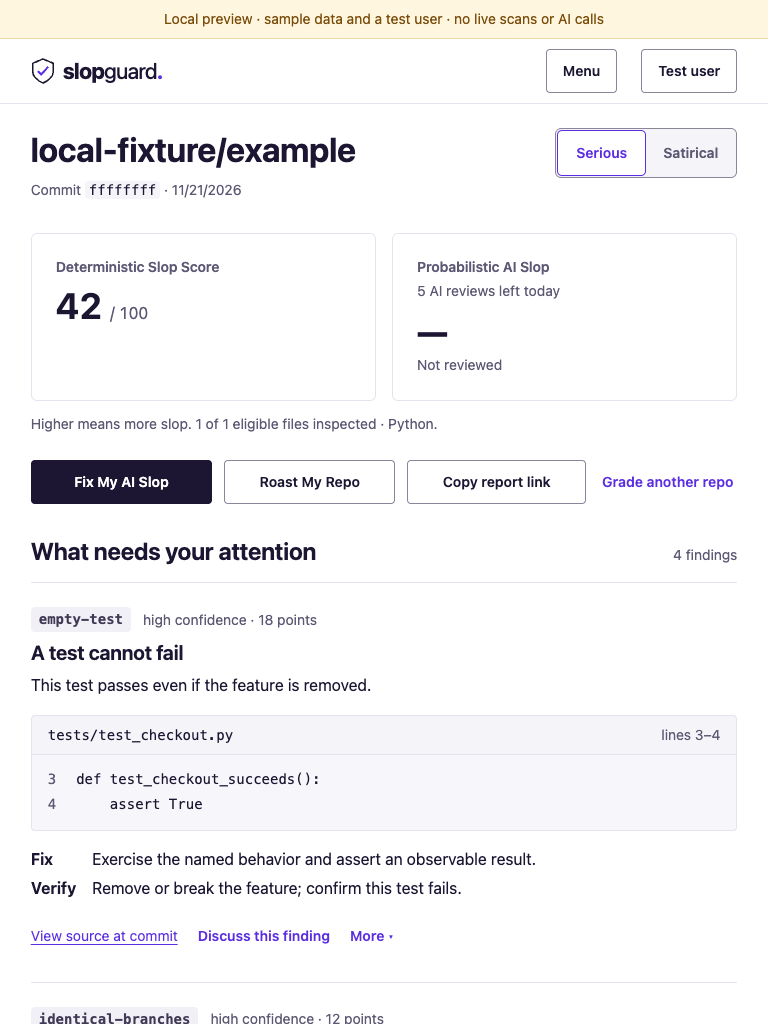 Local preview · sample data and a test user · no live scans or AI calls
slopguard.
Menu
Test user
local-fixture/example
Serious
Satirical
Commit ffffffff · 11/21/2026
Deterministic Slop Score
42 / 100
Probabilistic AI Slop
5 AI reviews left today
—
Not reviewed
Higher means more slop. 1 of 1 eligible files inspected · Python.
Fix My AI Slop
Roast My Repo
Copy report link
Grade another repo
What needs your attention
4 findings
empty-test high confidence · 18 points
A test cannot fail
This test passes even if the feature is removed.
tests/test_checkout.py
lines 3–4
3 def test_checkout_succeeds():
4     assert True
Fix Exercise the named behavior and assert an observable result.
Verify Remove or break the feature; confirm this test fails.
View source at commit
Discuss this finding
More
identical-branches high confidence · 12 points